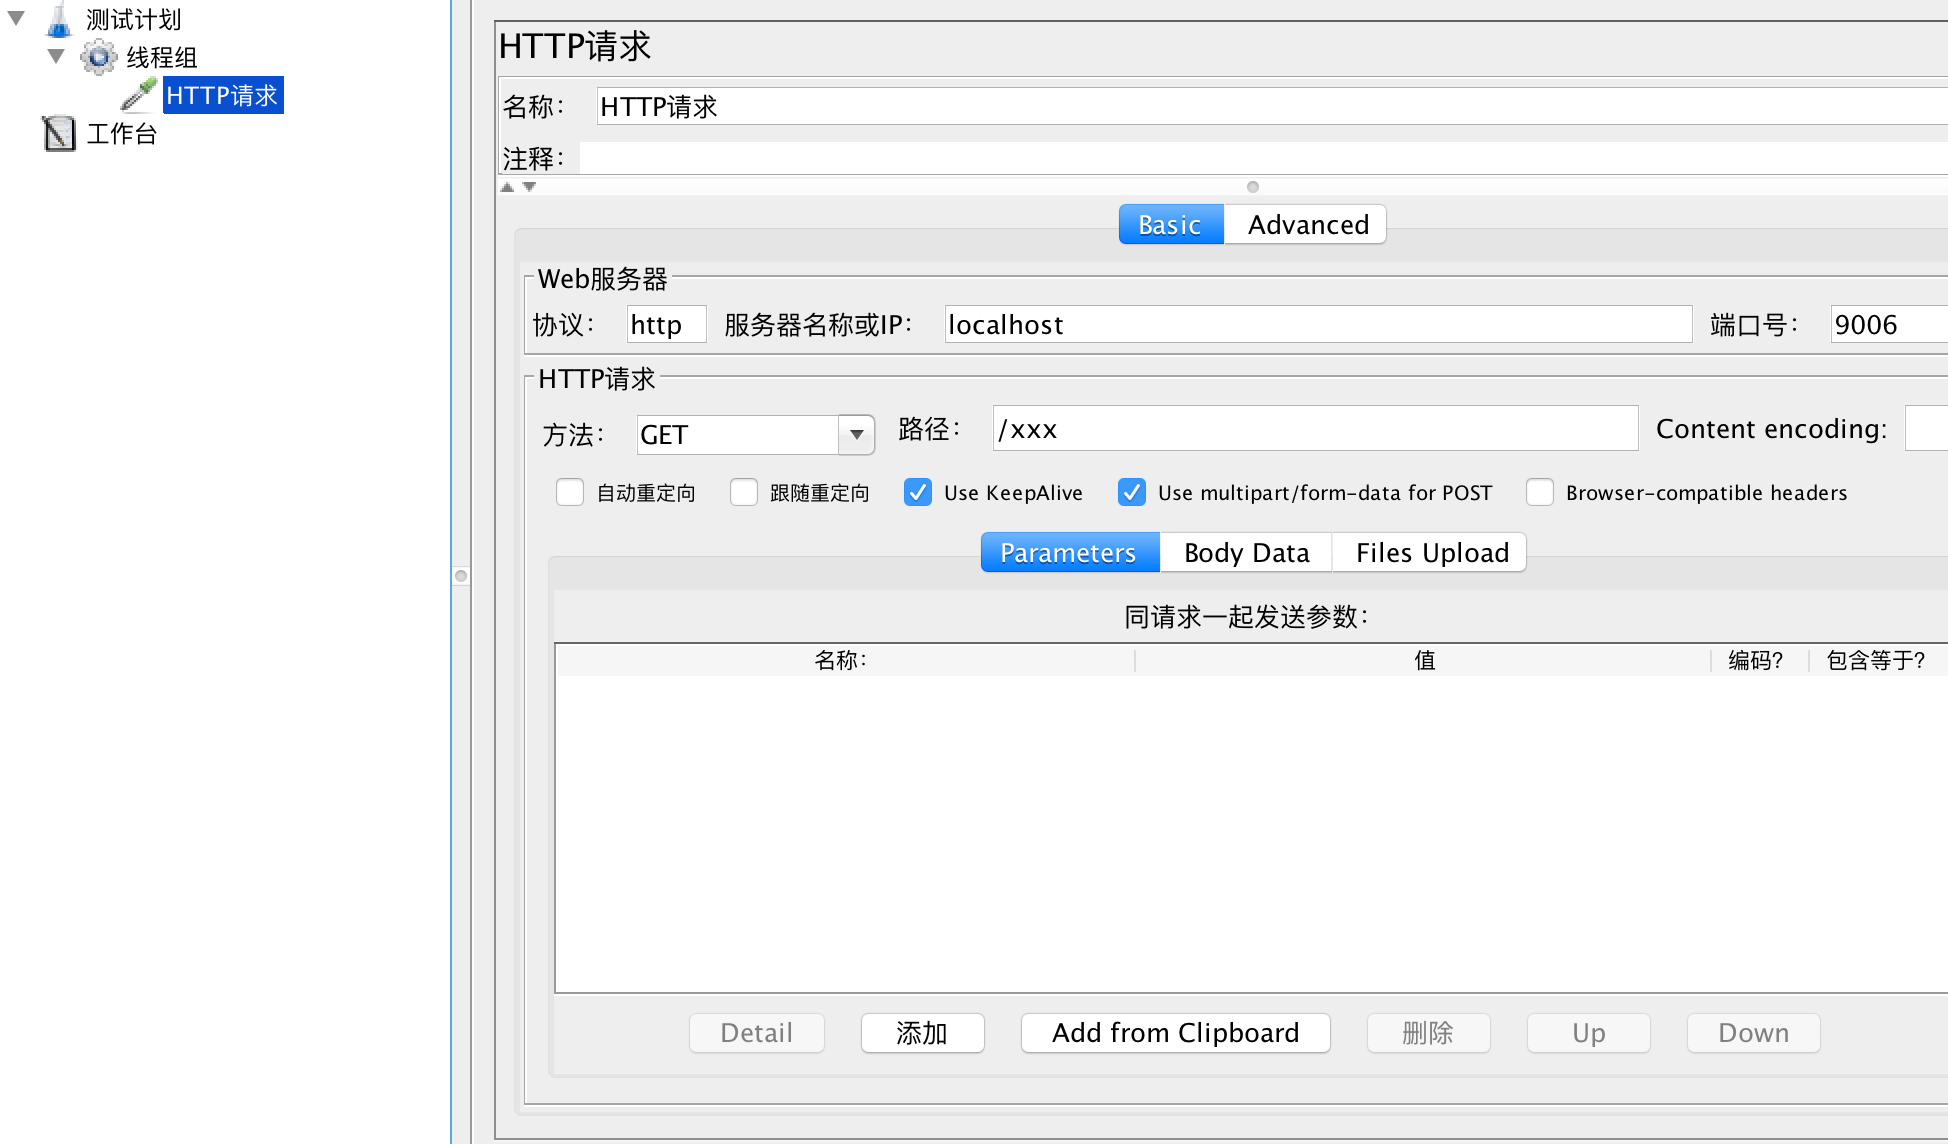 测试计划
线程组
HTTP请求
工作台
HTTP请求
名称： HTTP请求
注释：
Basic Advanced
Web服务器
协议： http 服务器名称或IP： localhost 端口号： 9006
HTTP请求
方法： GET 路径： /xxx Content encoding:
自动重定向 跟随重定向 Use KeepAlive Use multipart/form-data for POST Browser-compatible headers
Parameters Body Data Files Upload
同请求一起发送参数：
名称： 值 编码? 包含等于?
Detail 添加 Add from Clipboard 删除 Up Down